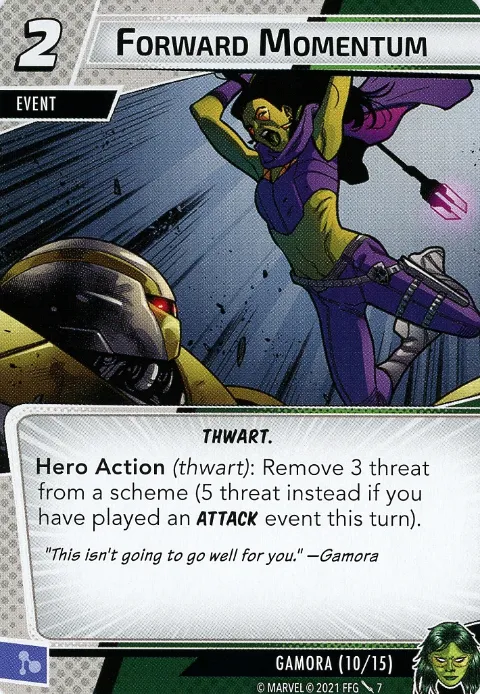 2
FORWARD MOMENTUM
EVENT
THWART.
Hero Action (thwart): Remove 3 threat
from a scheme (5 threat instead if you
have played an ATTACK event this turn).
"This isn't going to go well for you." —Gamora
GAMORA (10/15)
© MARVEL © 2021 FFG 7